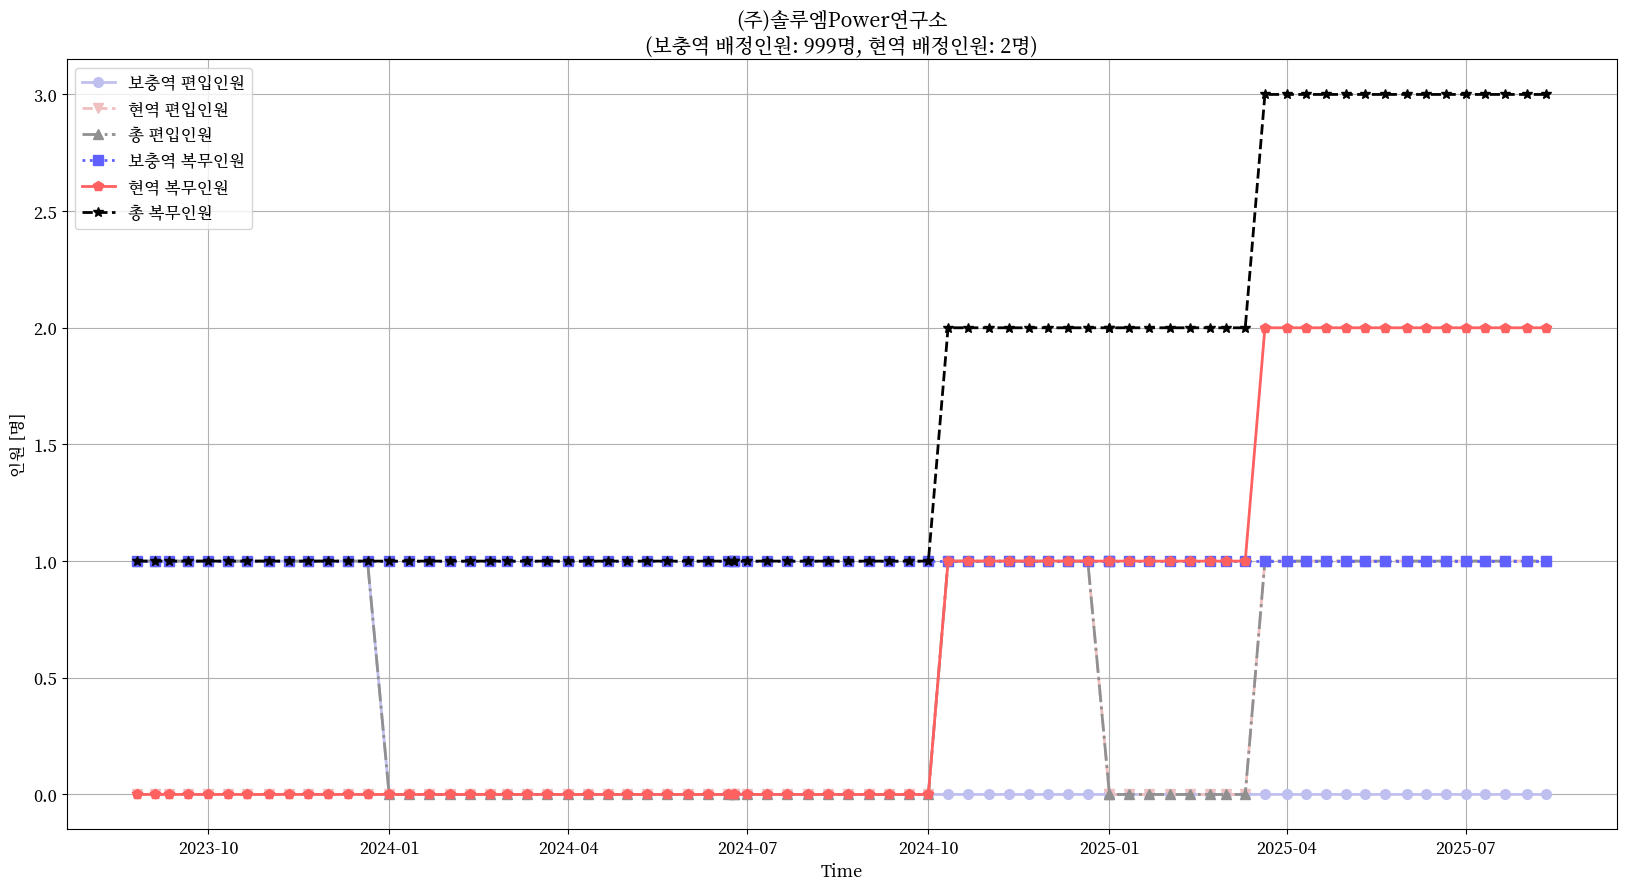 (주)솔루엠Power연구소
(보충역 배정인원: 999명, 현역 배정인원: 2명)
보충역 편입인원
현역 편입인원
총 편입인원
보충역 복무인원
현역 복무인원
총 복무인원
3.0
2.5
2.0
1.5
1.0
0.5
0.0
인원 [명]
2023-10
2024-01
2024-04
2024-07
2024-10
2025-01
2025-04
2025-07
Time